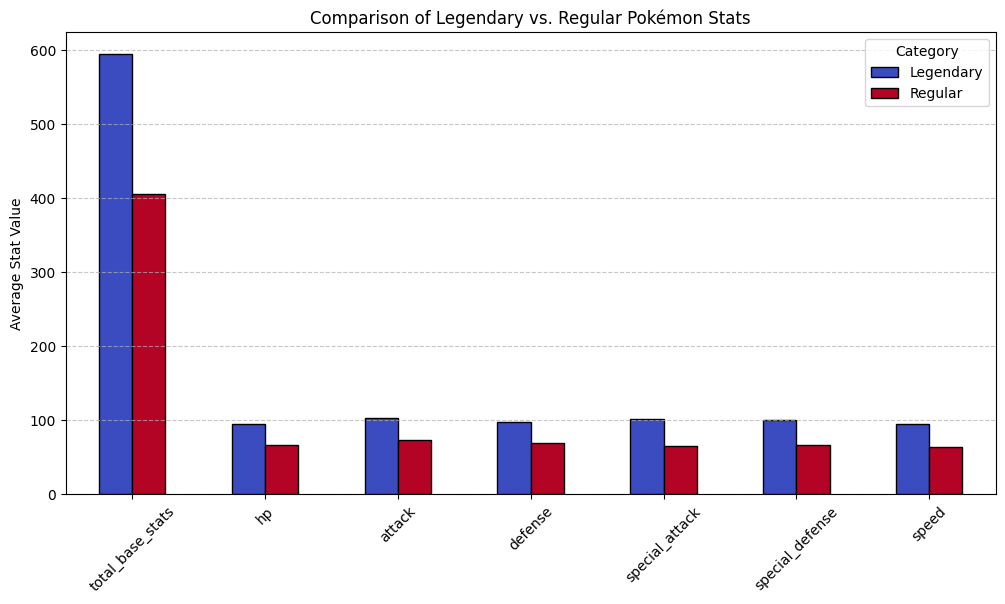 Comparison of Legendary vs. Regular Pokémon Stats
Category
Legendary
Regular
Average Stat Value
600
500
400
300
200
100
0
total_base_stats
hp
attack
defense
special_attack
special_defense
speed